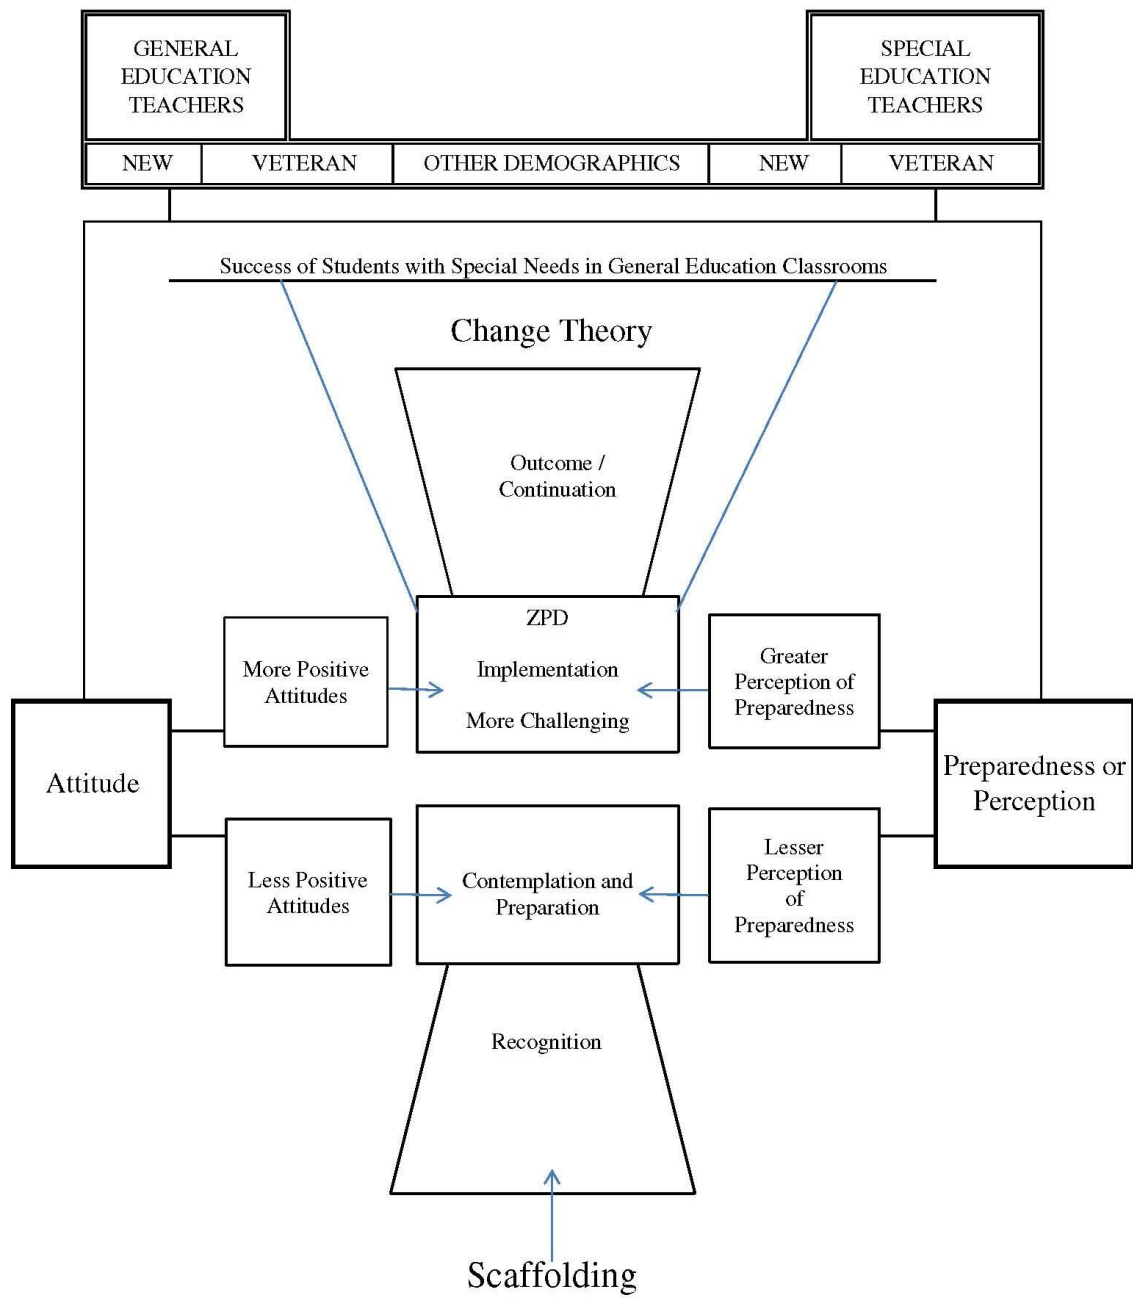 GENERAL
EDUCATION
TEACHERS
SPECIAL
EDUCATION
TEACHERS
NEW
VETERAN
OTHER DEMOGRAPHICS
NEW
VETERAN
Success of Students with Special Needs in General Education Classrooms
Change Theory
Outcome /
Continuation
ZPD
Implementation
More Challenging
More Positive
Attitudes
Greater
Perception of
Preparedness
Attitude
Preparedness or
Perception
Less Positive
Attitudes
Contemplation and
Preparation
Lesser
Perception
of
Preparedness
Recognition
Scaffolding